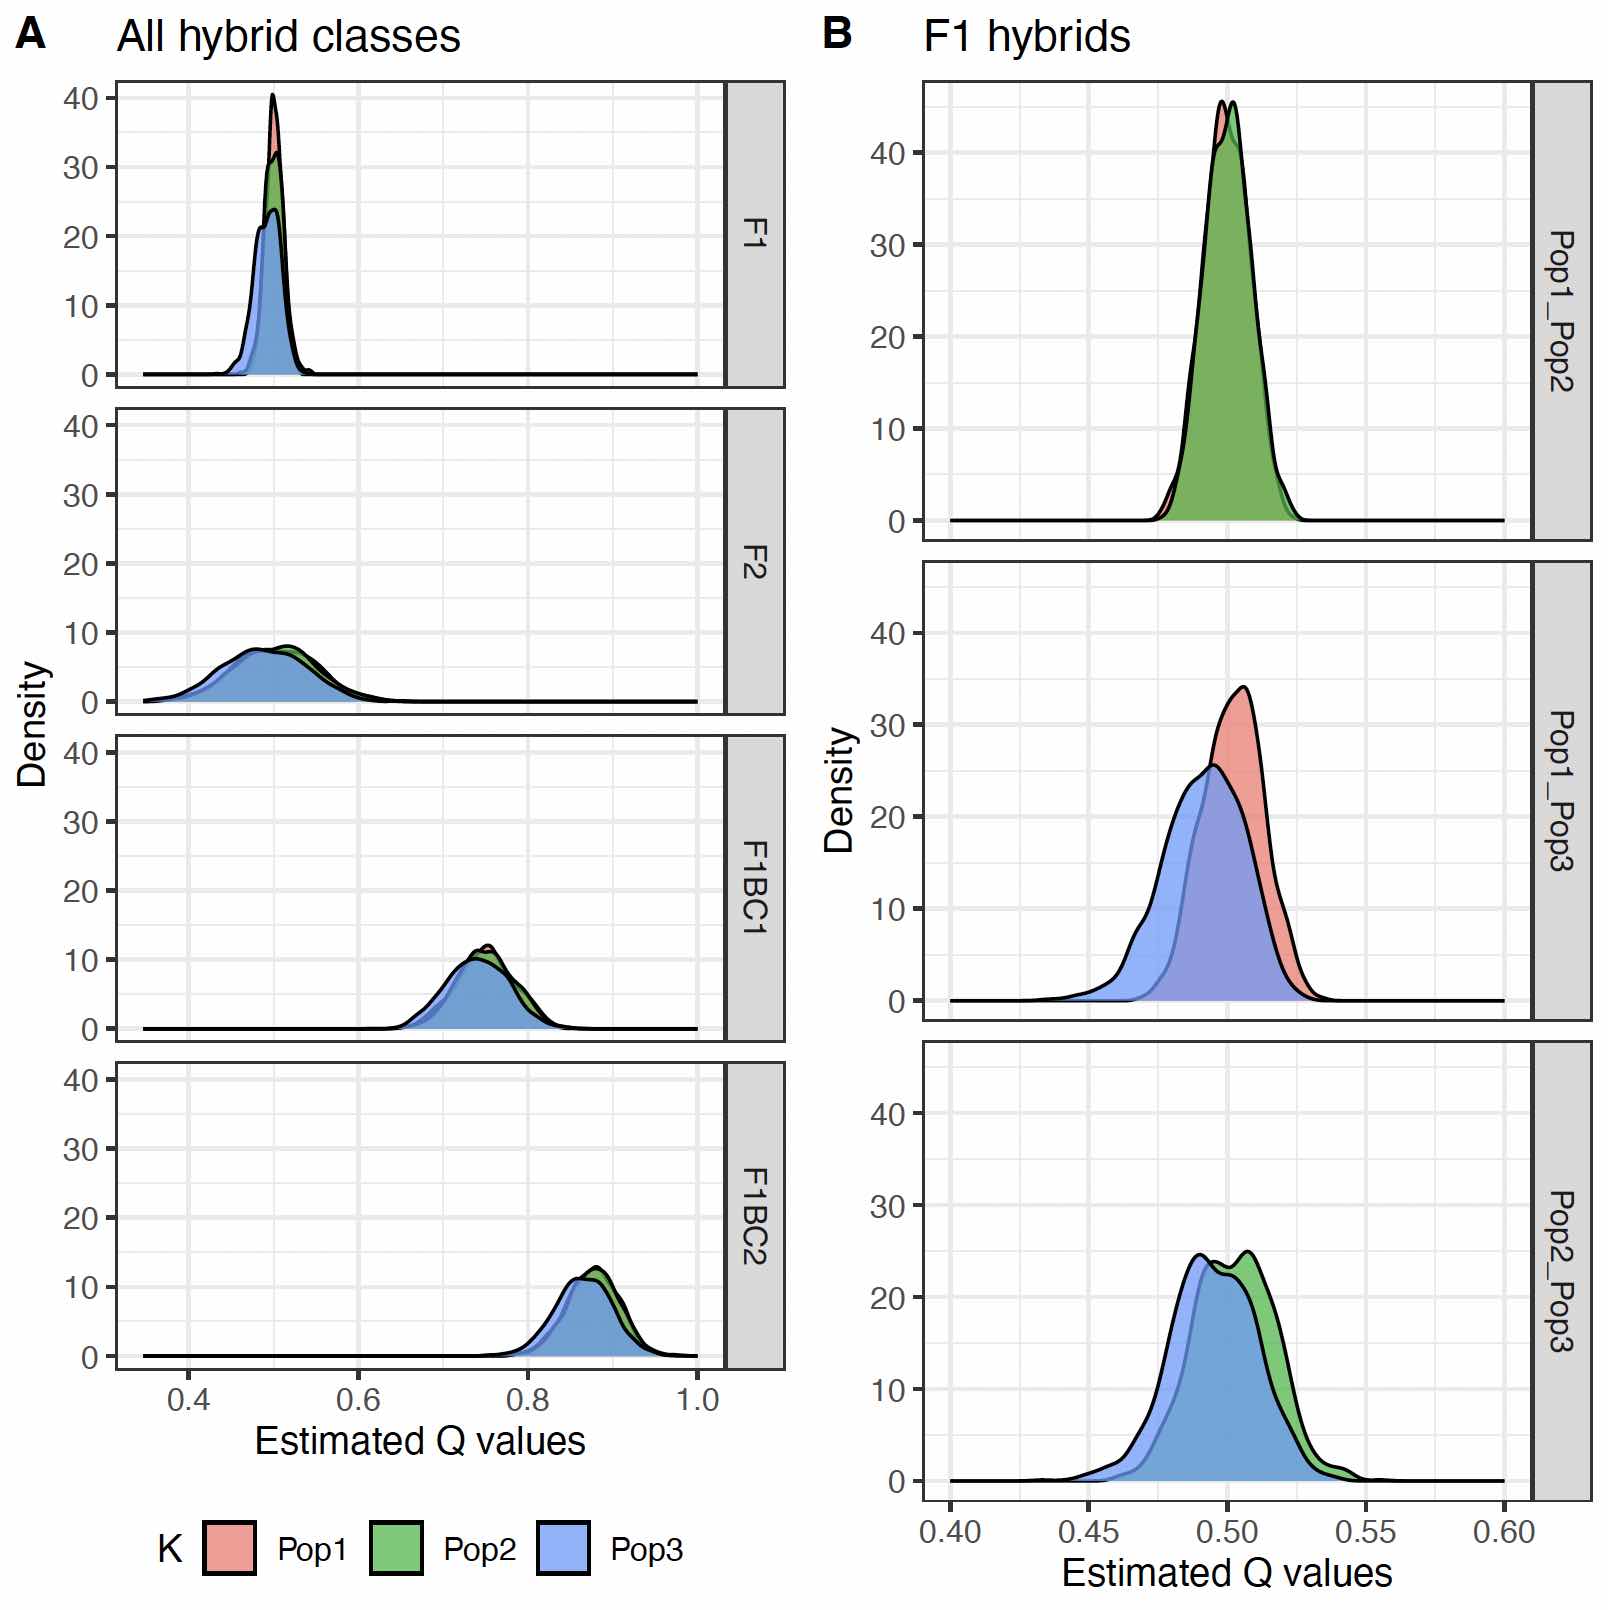 A All hybrid classes
40
30
20
10
0
F1
40
30
20
10
0
F2
40
30
20
10
0
F1BC1
40
30
20
10
0
F1BC2
Density
0.4 0.6 0.8 1.0
Estimated Q values
K Pop1 Pop2 Pop3
B F1 hybrids
40
30
20
10
0
Pop1_Pop2
40
30
20
10
0
Pop1_Pop3
40
30
20
10
0
Pop2_Pop3
Density
0.40 0.45 0.50 0.55 0.60
Estimated Q values